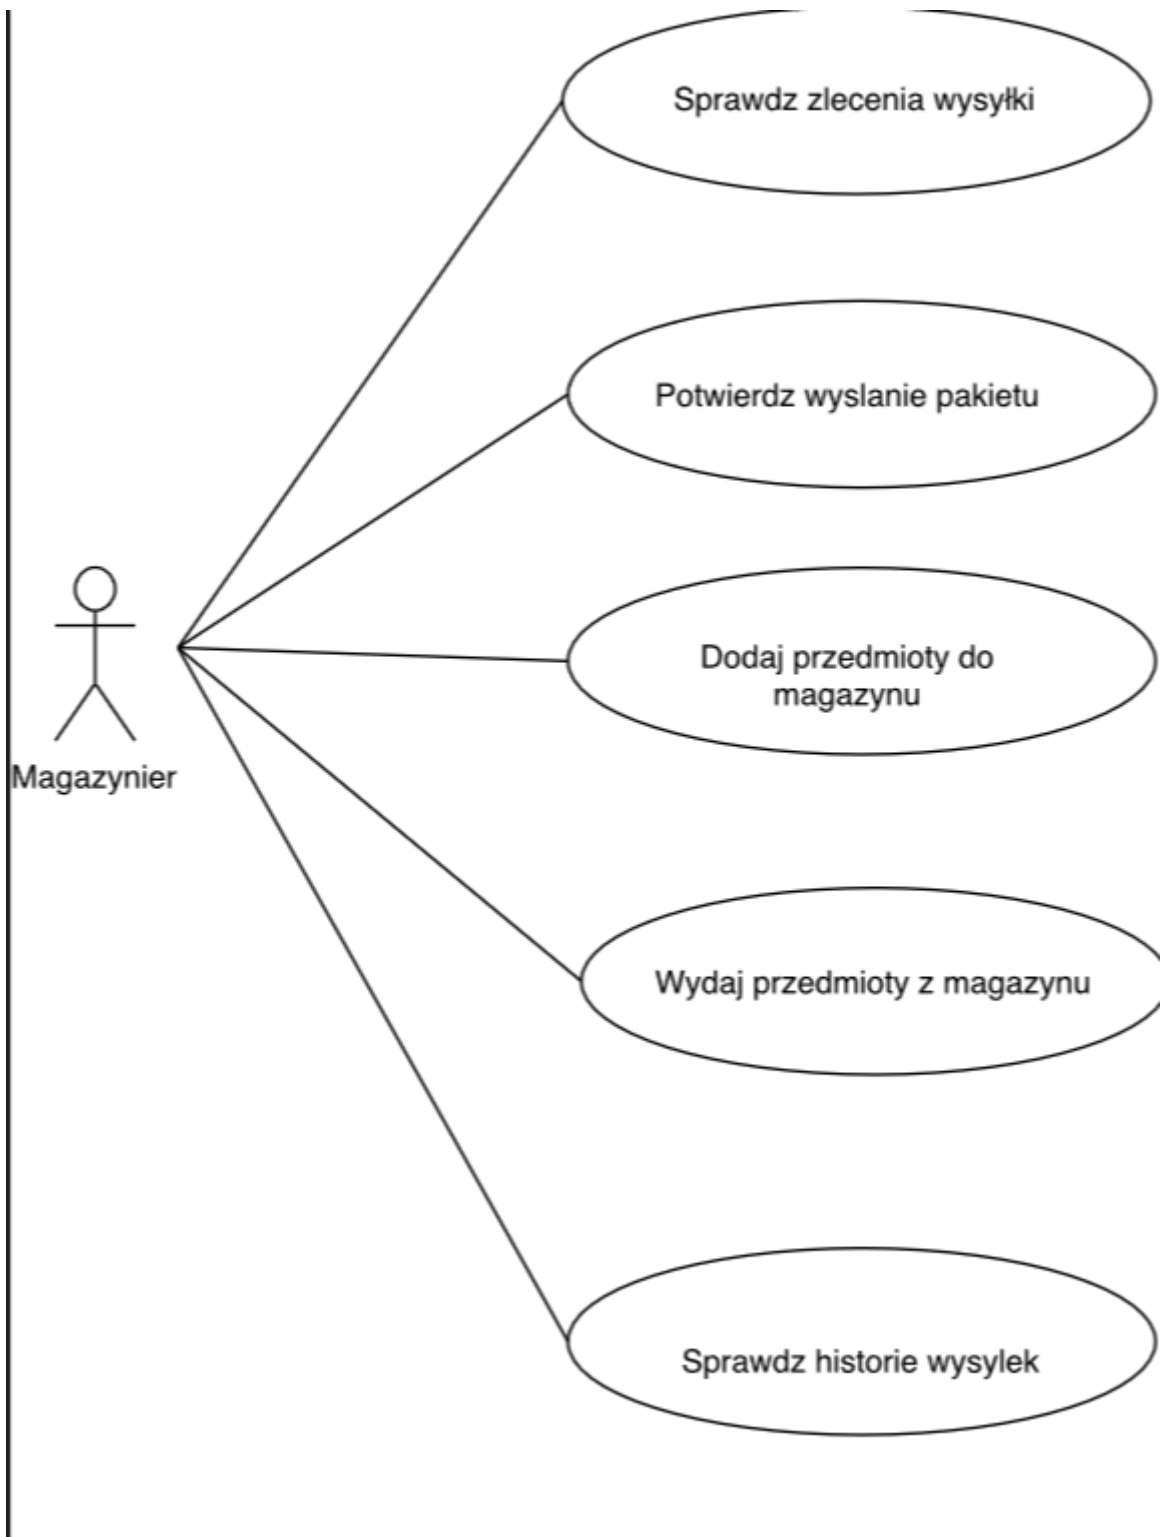 Sprawdz zlecenia wysyłki
Potwierdz wyslanie pakietu
Dodaj przedmioty do
magazynu
Magazynier
Wydaj przedmioty z magazynu
Sprawdz historie wysylek